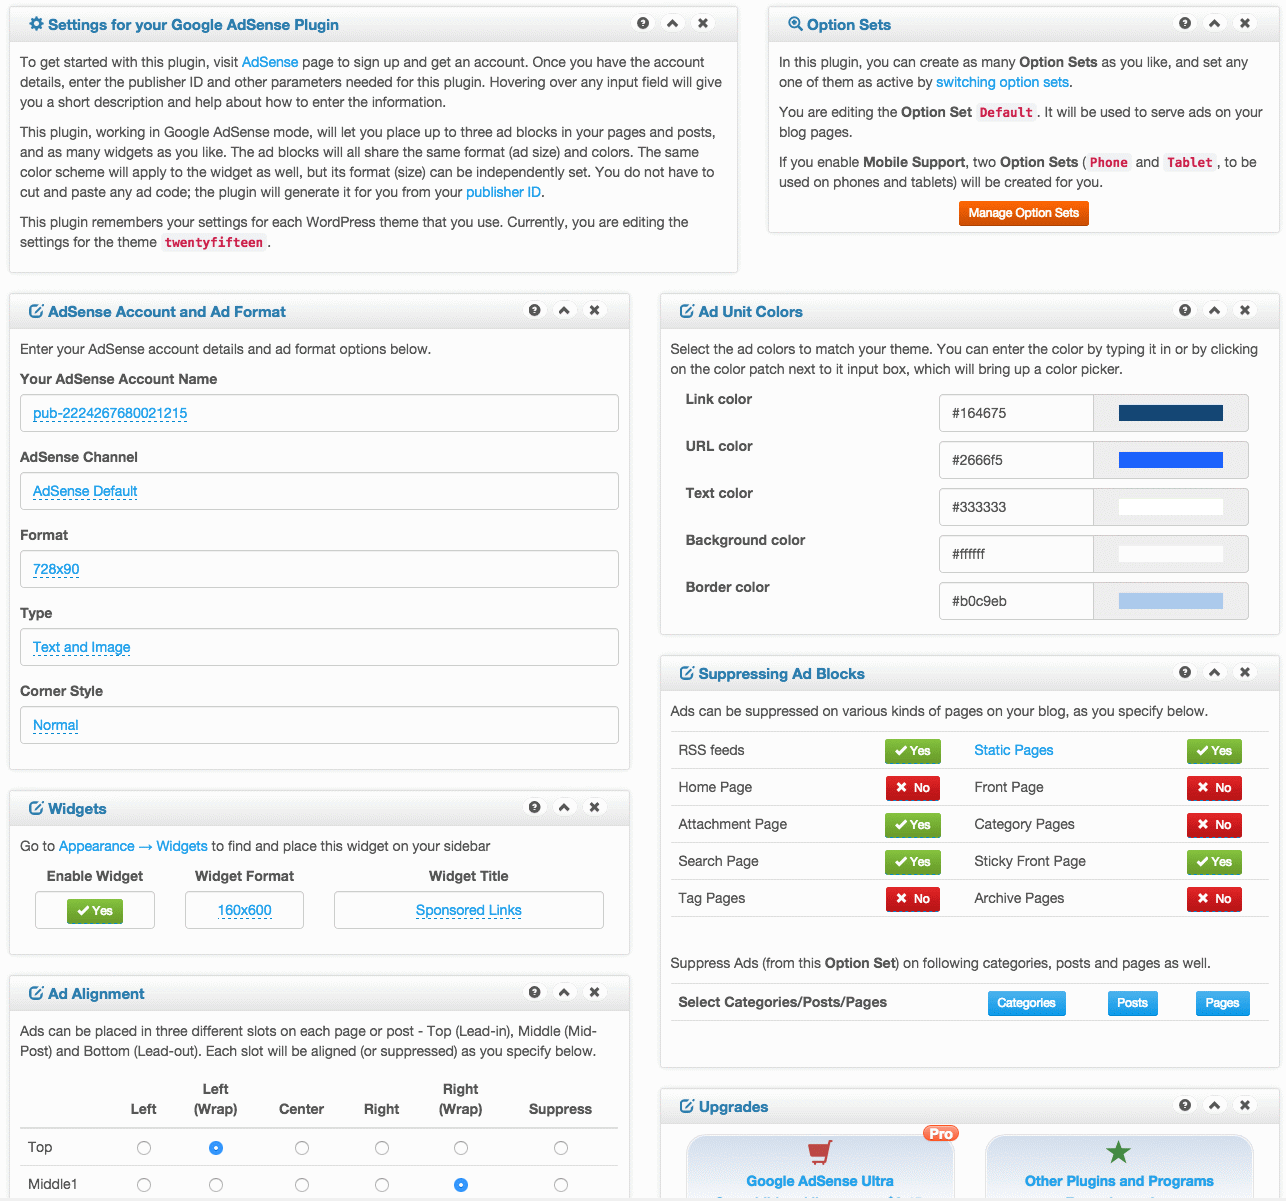 Settings for your Google AdSense Plugin
To get started with this plugin, visit AdSense page to sign up and get an account. Once you have the account
details, enter the publisher ID and other parameters needed for this plugin. Hovering over any input field will give
you a short description and help about how to enter the information.
This plugin, working in Google AdSense mode, will let you place up to three ad blocks in your pages and posts,
and as many widgets as you like. The ad blocks will all share the same format (ad size) and colors. The same
color scheme will apply to the widget as well, but its format (size) can be independently set. You do not have to
cut and paste any ad code; the plugin will generate it for you from your publisher ID.
This plugin remembers your settings for each WordPress theme that you use. Currently, you are editing the
settings for the theme twentyfifteen .
Option Sets
In this plugin, you can create as many Option Sets as you like, and set any
one of them as active by switching option sets.
You are editing the Option Set Default . It will be used to serve ads on your
blog pages.
If you enable Mobile Support, two Option Sets ( Phone and Tablet , to be
used on phones and tablets) will be created for you.
Manage Option Sets
AdSense Account and Ad Format
Enter your AdSense account details and ad format options below.
Your AdSense Account Name
pub-2224267680021215
AdSense Channel
AdSense Default
Format
728x90
Type
Text and Image
Corner Style
Normal
Ad Unit Colors
Select the ad colors to match your theme. You can enter the color by typing it in or by clicking
on the color patch next to it input box, which will bring up a color picker.
Link color #164675
URL color #2666f5
Text color #333333
Background color #ffffff
Border color #b0c9eb
Widgets
Go to Appearance → Widgets to find and place this widget on your sidebar
Enable Widget Widget Format Widget Title
Yes 160x600 Sponsored Links
Suppressing Ad Blocks
Ads can be suppressed on various kinds of pages on your blog, as you specify below.
RSS feeds Yes Static Pages Yes
Home Page No Front Page No
Attachment Page Yes Category Pages No
Search Page Yes Sticky Front Page Yes
Tag Pages No Archive Pages No
Suppress Ads (from this Option Set) on following categories, posts and pages as well.
Select Categories/Posts/Pages Categories Posts Pages
Ad Alignment
Ads can be placed in three different slots on each page or post - Top (Lead-in), Middle (Mid-
Post) and Bottom (Lead-out). Each slot will be aligned (or suppressed) as you specify below.
Left Left (Wrap) Center Right Right (Wrap) Suppress
Top
Middle1
Upgrades
Pro
Google AdSense Ultra
Other Plugins and Programs